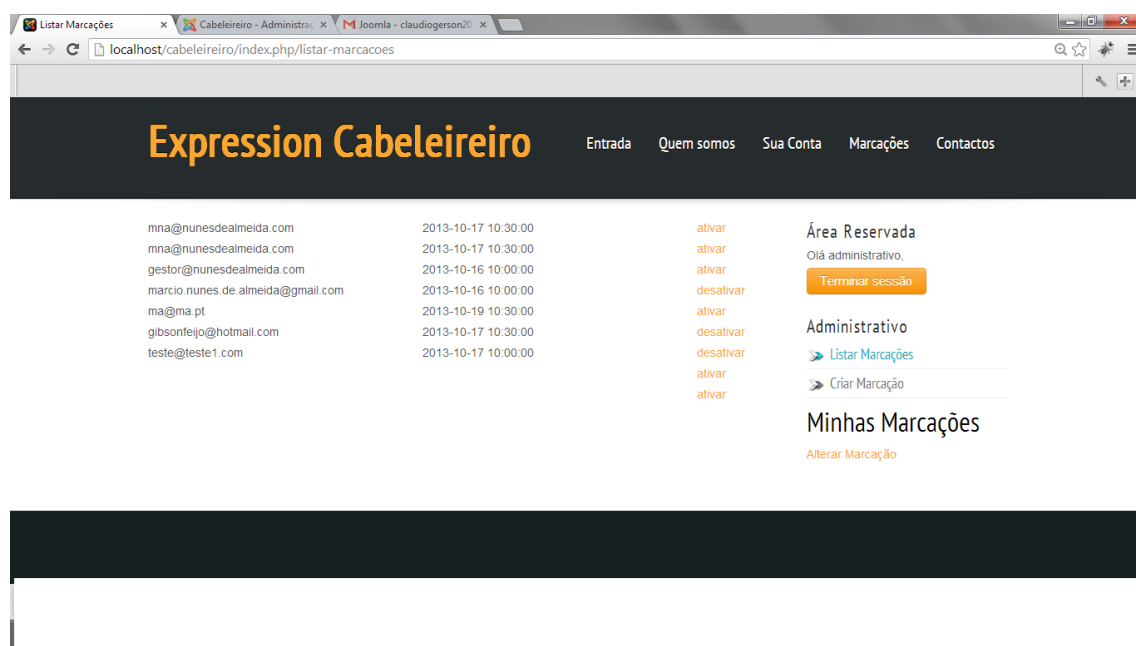 Listar Marcações
Cabeleireiro - Administraç
Joomla - claudiogerson20
localhost/cabeleireiro/index.php/listar-marcacoes
Expression Cabeleireiro
Entrada Quem somos Sua Conta Marcações Contactos
mna@nunesdealmeida.com 2013-10-17 10:30:00 ativar
mna@nunesdealmeida.com 2013-10-17 10:30:00 ativar
gestor@nunesdealmeida.com 2013-10-16 10:00:00 ativar
marcio.nunes.de.almeida@gmail.com 2013-10-16 10:00:00 desativar
ma@ma.pt 2013-10-19 10:30:00 ativar
gibsonfeijo@hotmail.com 2013-10-17 10:30:00 desativar
teste@teste1.com 2013-10-17 10:00:00 desativar
ativar
ativar
Área Reservada
Olá administrativo,
Terminar sessão
Administrativo
Listar Marcações
Criar Marcação
Minhas Marcações
Alterar Marcação